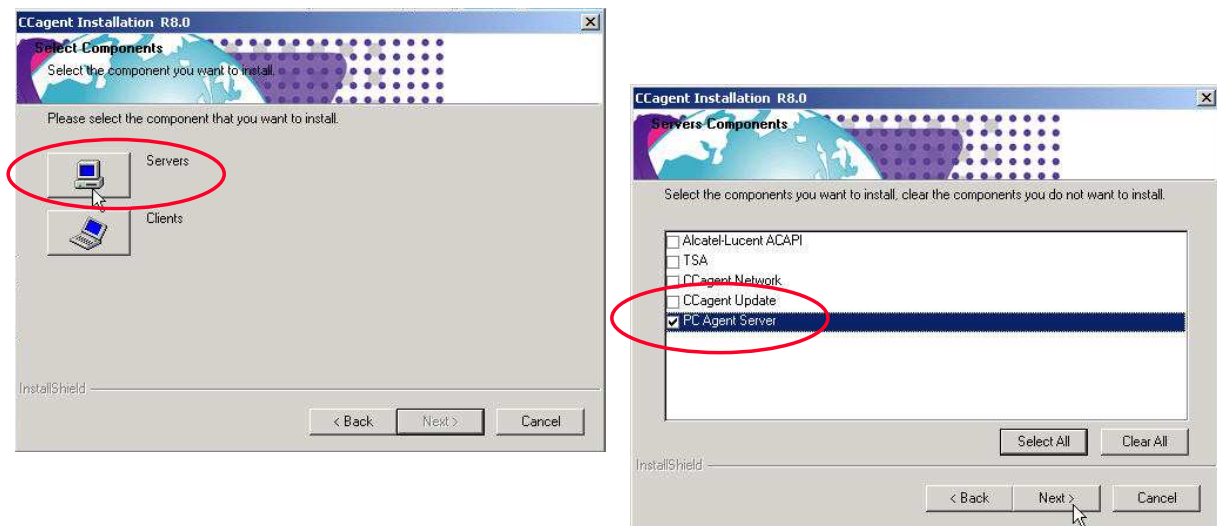 CCagent Installation R8.0
Select Components
Select the component you want to install.
Please select the component that you want to install.
Servers
Clients
InstallShield
< Back
Next >
Cancel
CCagent Installation R8.0
Servers Components
Select the components you want to install, clear the components you do not want to install.
Alcatel-Lucent ACAPI
TSA
CCagent Network
CCagent Update
PC Agent Server
Select All
Clear All
InstallShield
< Back
Next >
Cancel